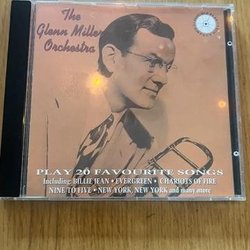 The
Glenn Miller
Orchestra
PLAY 20 FAVOURITE SONGS
Including: BILLIE JEAN • EVERGREEN • CHARIOTS OF FIRE
NINE TO FIVE • NEW YORK, NEW YORK and many more